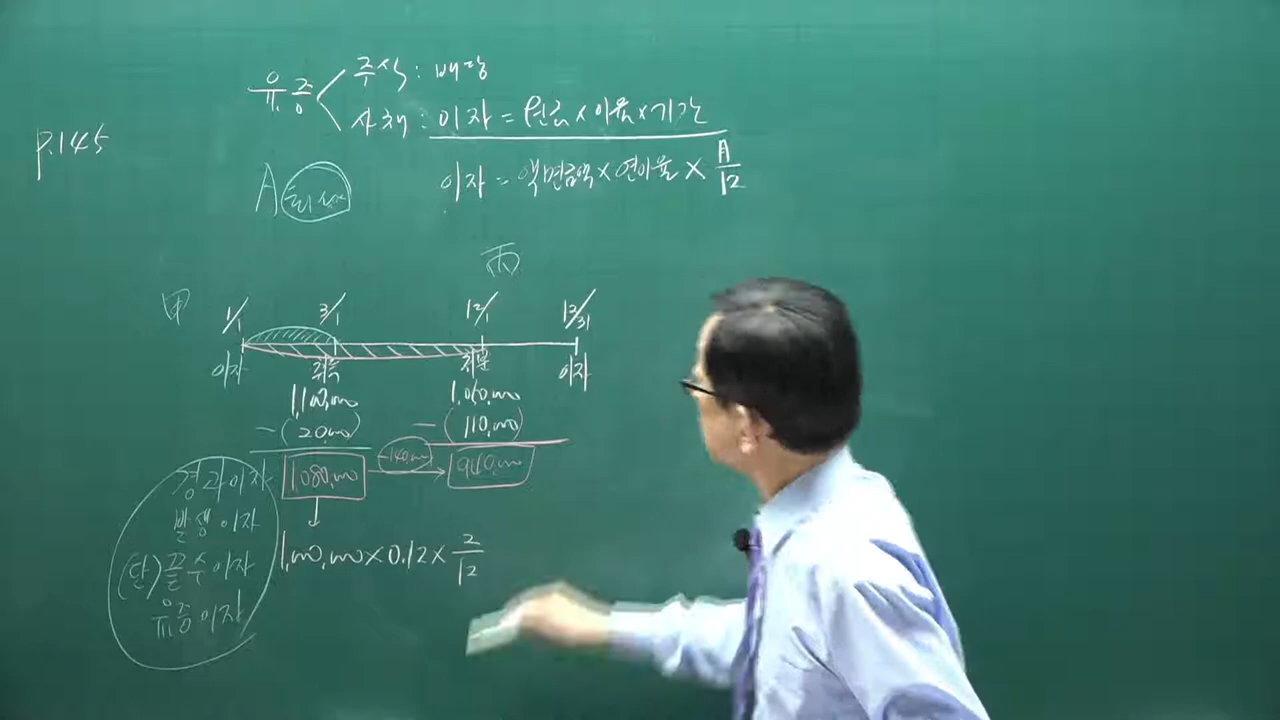 p.145
유증
주식 : 배당
사채 : 이자 = 원금 × 이율 × 기간
이자 = 액면금액 × 연이율 × 月/12
A 회사
甲
1/1
3/1
12/1
12/31
이자
취득
처분
이자
1,100,000
1,050,000
-(20,000)
-(110,000)
1,080,000
-140,000
940,000
경과이자
발생이자
(단)끝수이자
유증이자
1,000,000 × 0.12 × 2/12